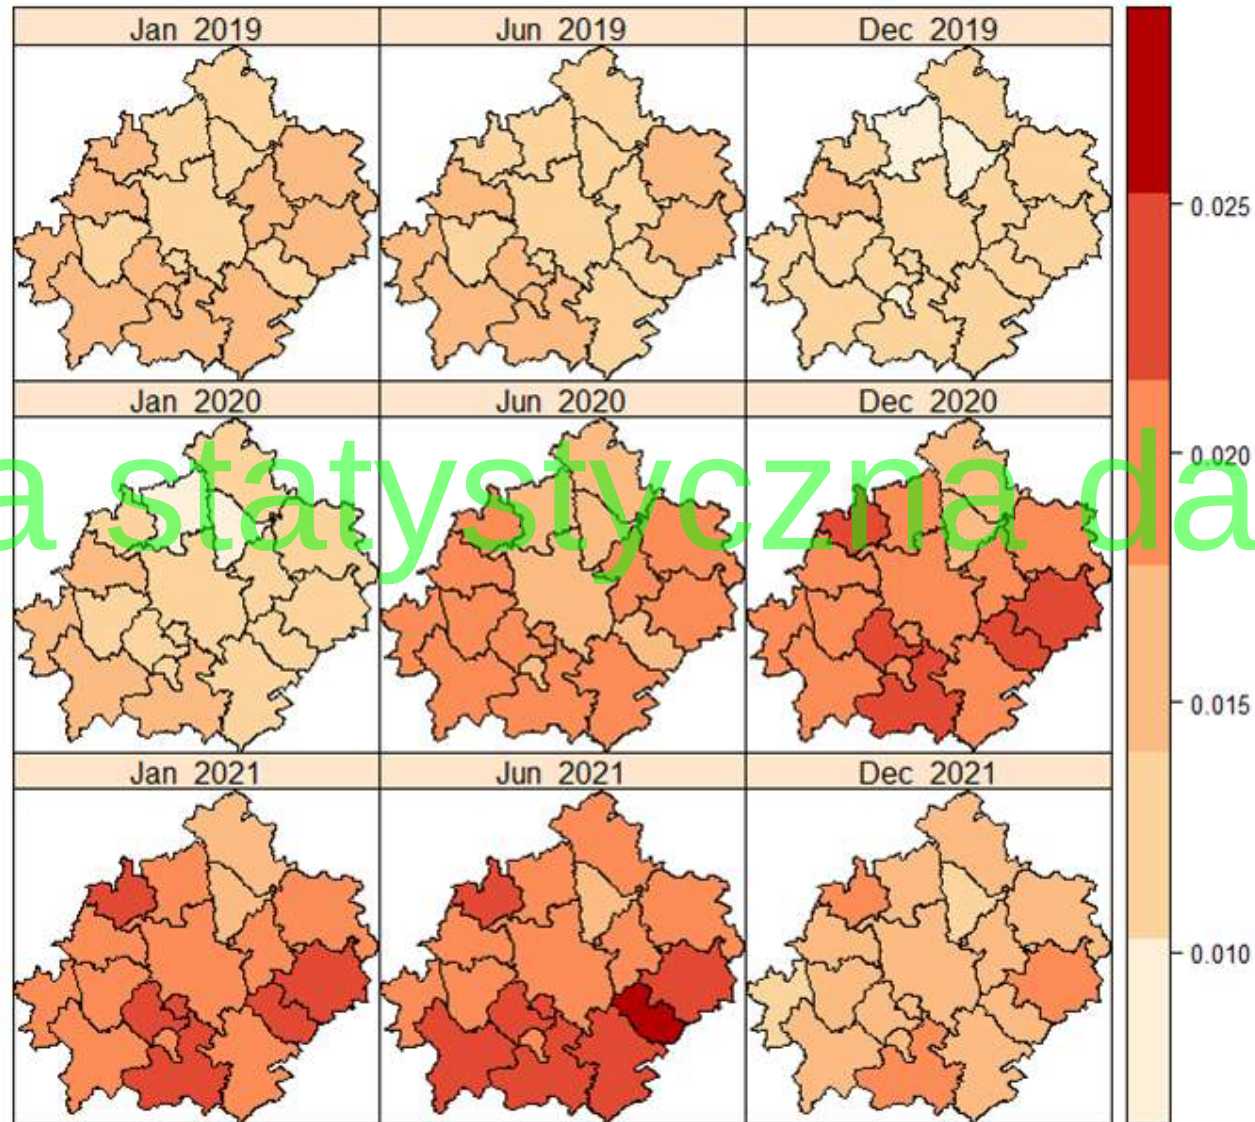 Jan 2019 Jun 2019 Dec 2019
0.025
Jan 2020 Jun 2020 Dec 2020
0.020
a statystyczna da
0.015
Jan 2021 Jun 2021 Dec 2021
0.010